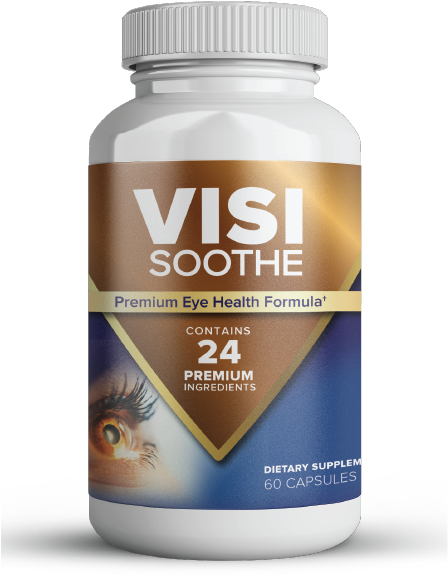 VISI
SOOTHE
Premium Eye Health Formula†
CONTAINS
24
PREMIUM
INGREDIENTS
DIETARY SUPPLEM
60 CAPSULES